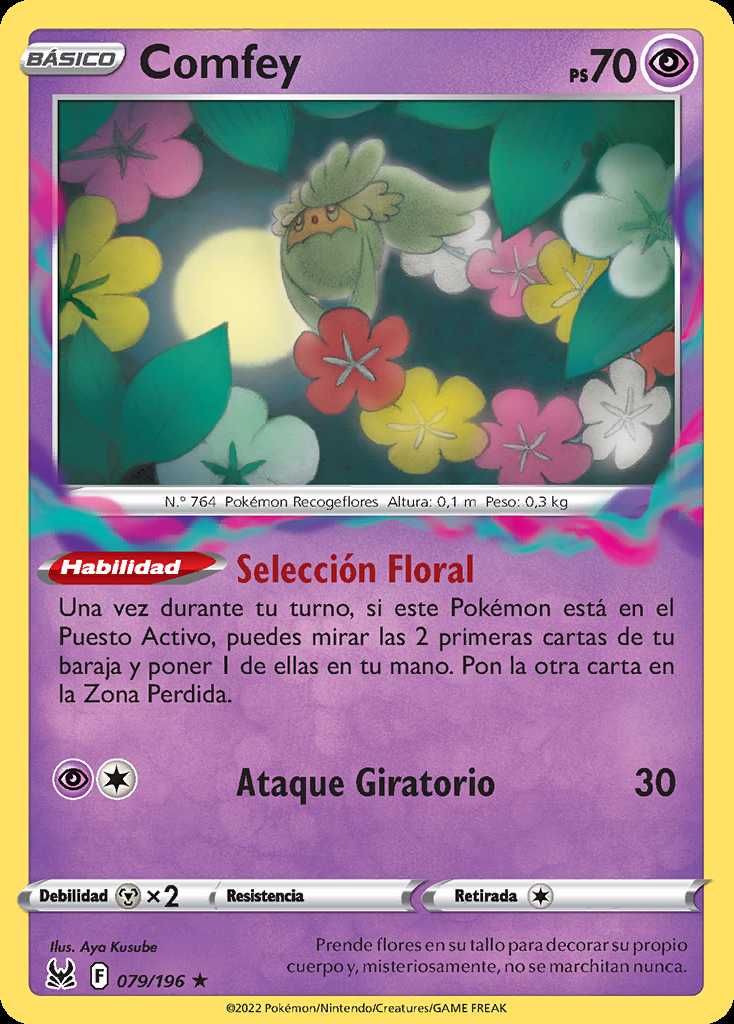 BÁSICO Comfey PS70
N.º 764 Pokémon Recogeflores Altura: 0,1 m Peso: 0,3 kg
Habilidad Selección Floral
Una vez durante tu turno, si este Pokémon está en el
Puesto Activo, puedes mirar las 2 primeras cartas de tu
baraja y poner 1 de ellas en tu mano. Pon la otra carta en
la Zona Perdida.
Ataque Giratorio 30
Debilidad ×2 Resistencia Retirada
Ilus. Aya Kusube
Prende flores en su tallo para decorar su propio
cuerpo y, misteriosamente, no se marchitan nunca.
F 079/196 ★
©2022 Pokémon/Nintendo/Creatures/GAME FREAK